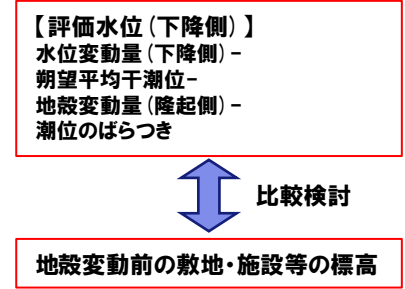 【評価水位(下降側)】
水位変動量(下降側)-
朔望平均干潮位-
地殻変動量(隆起側)-
潮位のばらつき
比較検討
地殻変動前の敷地・施設等の標高